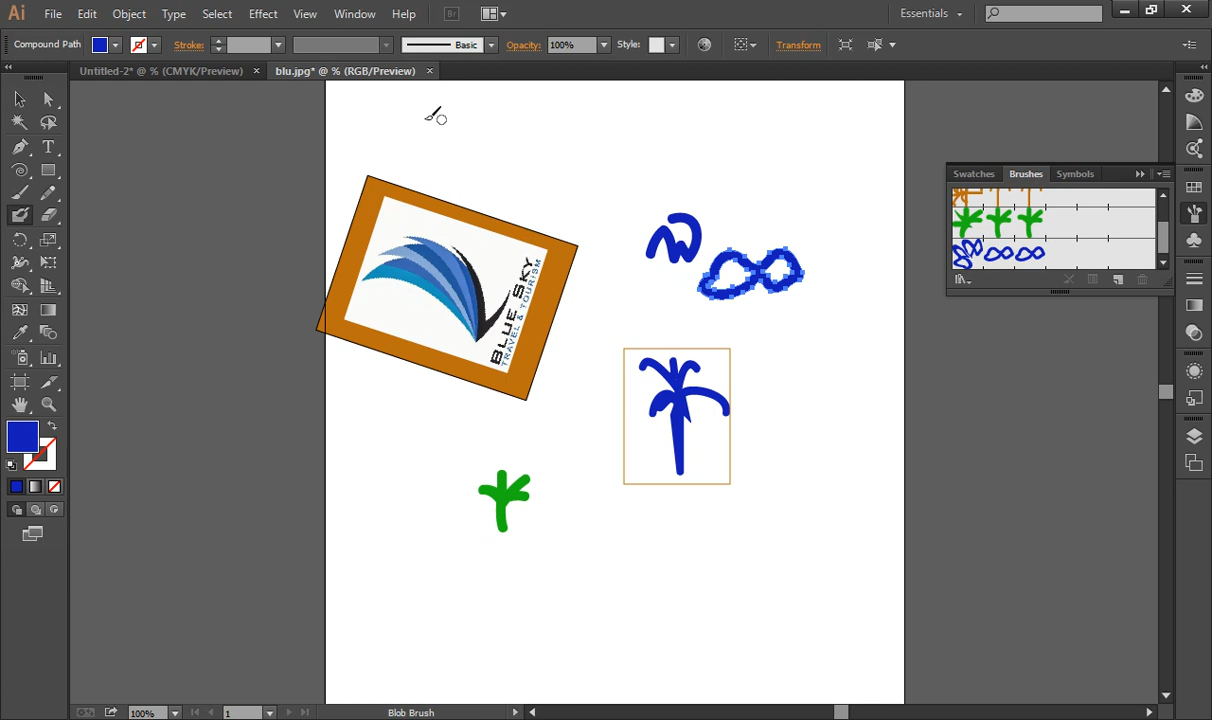 Ai File Edit Object Type Select Effect View Window Help Br Essentials
Compound Path Stroke: Basic Opacity: 100% Style: Transform
Untitled-2* @ % (CMYK/Preview) × blu.jpg* @ % (RGB/Preview) ×
Swatches Brushes Symbols
BLUE SKY
TRAVEL & TOURISM
100% 1 Blob Brush